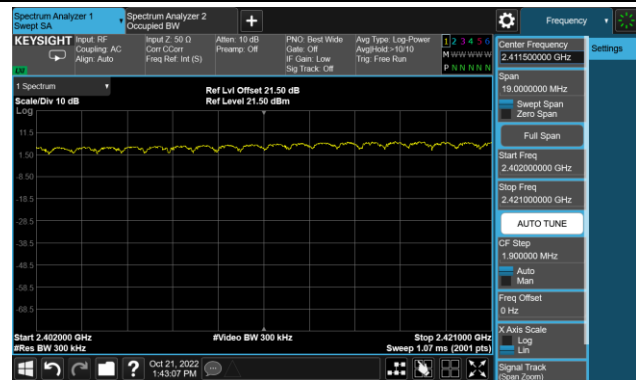 Spectrum Analyzer 1
Swept SA
Spectrum Analyzer 2
Occupied BW
Frequency
KEYSIGHT
Input: RF
Coupling: AC
Align: Auto
Input Z: 50 Ω
Corr CCorr
Freq Ref: Int (S)
Atten: 10 dB
Preamp: Off
PNO: Best Wide
Gate: Off
IF Gain: Low
Sig Track: Off
Avg Type: Log-Power
Avg|Hold:>10/10
Trig: Free Run
1 2 3 4 5 6
M W W W W W
P N N N N N
LW
1 Spectrum
Scale/Div 10 dB
Log
Ref Lvl Offset 21.50 dB
Ref Level 21.50 dBm
11.5
1.50
-8.50
-18.5
-28.5
-38.5
-48.5
-58.5
-68.5
Start 2.402000 GHz
#Res BW 300 kHz
#Video BW 300 kHz
Stop 2.421000 GHz
Sweep 1.07 ms (2001 pts)
Center Frequency
2.411500000 GHz
Settings
Span
19.0000000 MHz
Swept Span
Zero Span
Full Span
Start Freq
2.402000000 GHz
Stop Freq
2.421000000 GHz
AUTO TUNE
CF Step
1.900000 MHz
Auto
Man
Freq Offset
0 Hz
X Axis Scale
Log
Lin
Signal Track
(Span Zoom)
?
Oct 21, 2022
1:43:07 PM